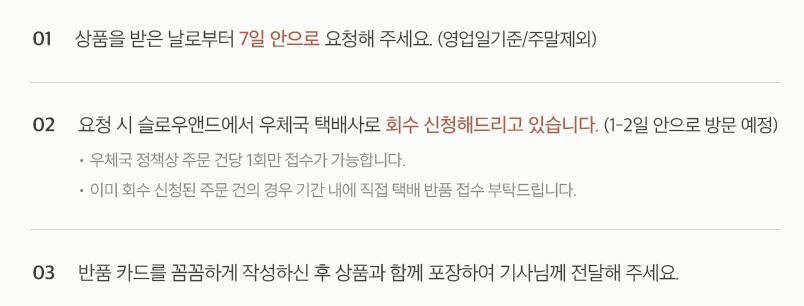 01 상품을 받은 날로부터 7일 안으로 요청해 주세요. (영업일기준/주말제외)
02 요청 시 슬로우앤드에서 우체국 택배사로 회수 신청해드리고 있습니다. (1-2일 안으로 방문 예정)
• 우체국 정책상 주문 건당 1회만 접수가 가능합니다.
• 이미 회수 신청된 주문 건의 경우 기간 내에 직접 택배 반품 접수 부탁드립니다.
03 반품 카드를 꼼꼼하게 작성하신 후 상품과 함께 포장하여 기사님께 전달해 주세요.